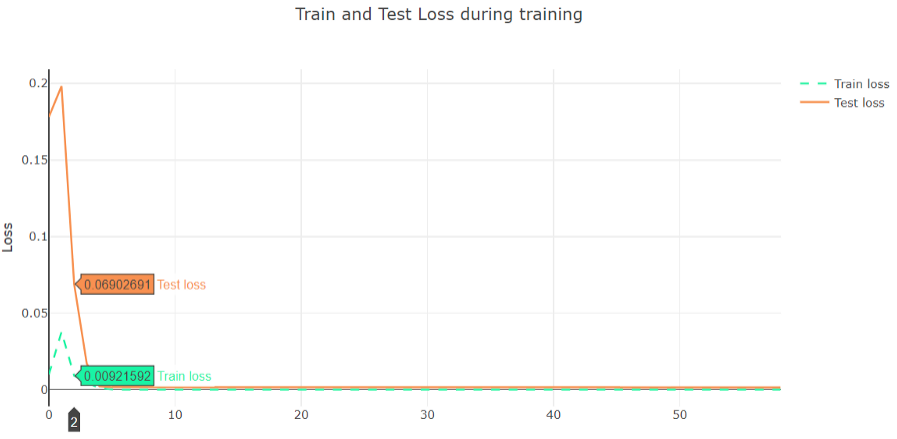 Train and Test Loss during training
Train loss
Test loss
0.2
0.15
0.1
0.05
0
Loss
0.06902691 Test loss
0.00921592 Train loss
0 10 20 30 40 50
2